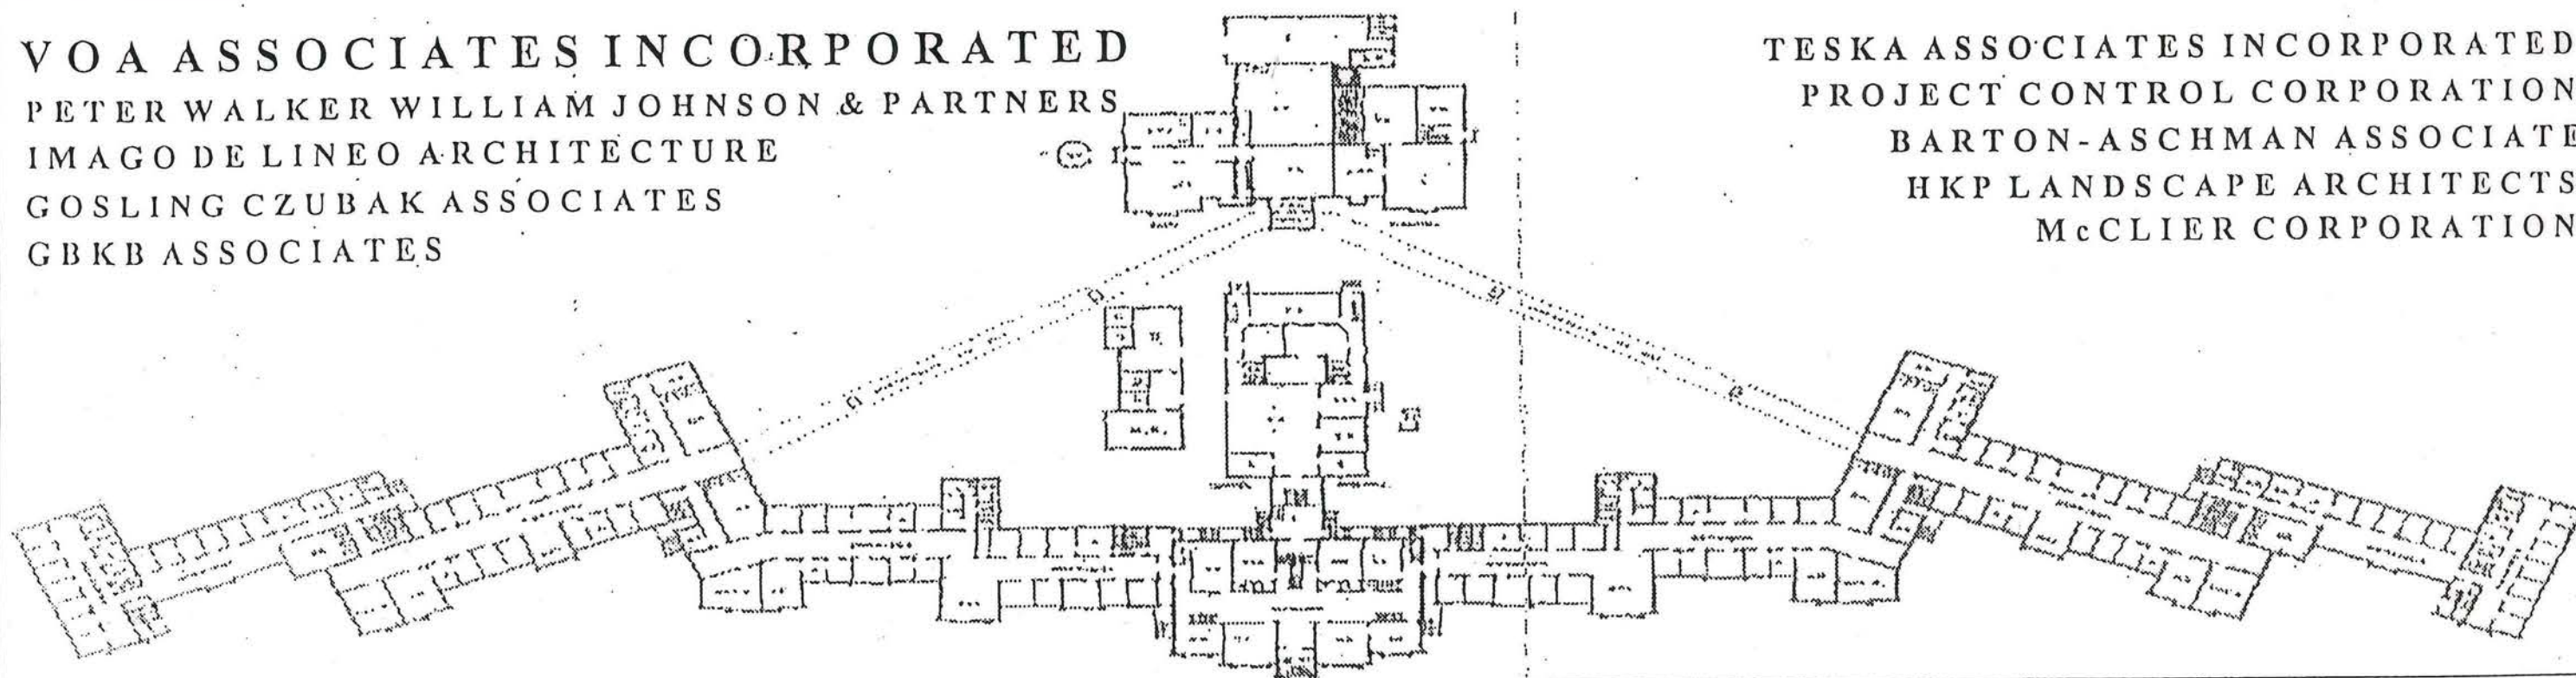 VOA ASSOCIATES INCORPORATED
PETER WALKER WILLIAM JOHNSON & PARTNERS
IMAGO DE LINEO ARCHITECTURE
GOSLING CZUBAK ASSOCIATES
GBKB ASSOCIATES
TESKA ASSOCIATES INCORPORATED
PROJECT CONTROL CORPORATION
BARTON-ASCHMAN ASSOCIATE
HKP LANDSCAPE ARCHITECTS
McCLIER CORPORATION